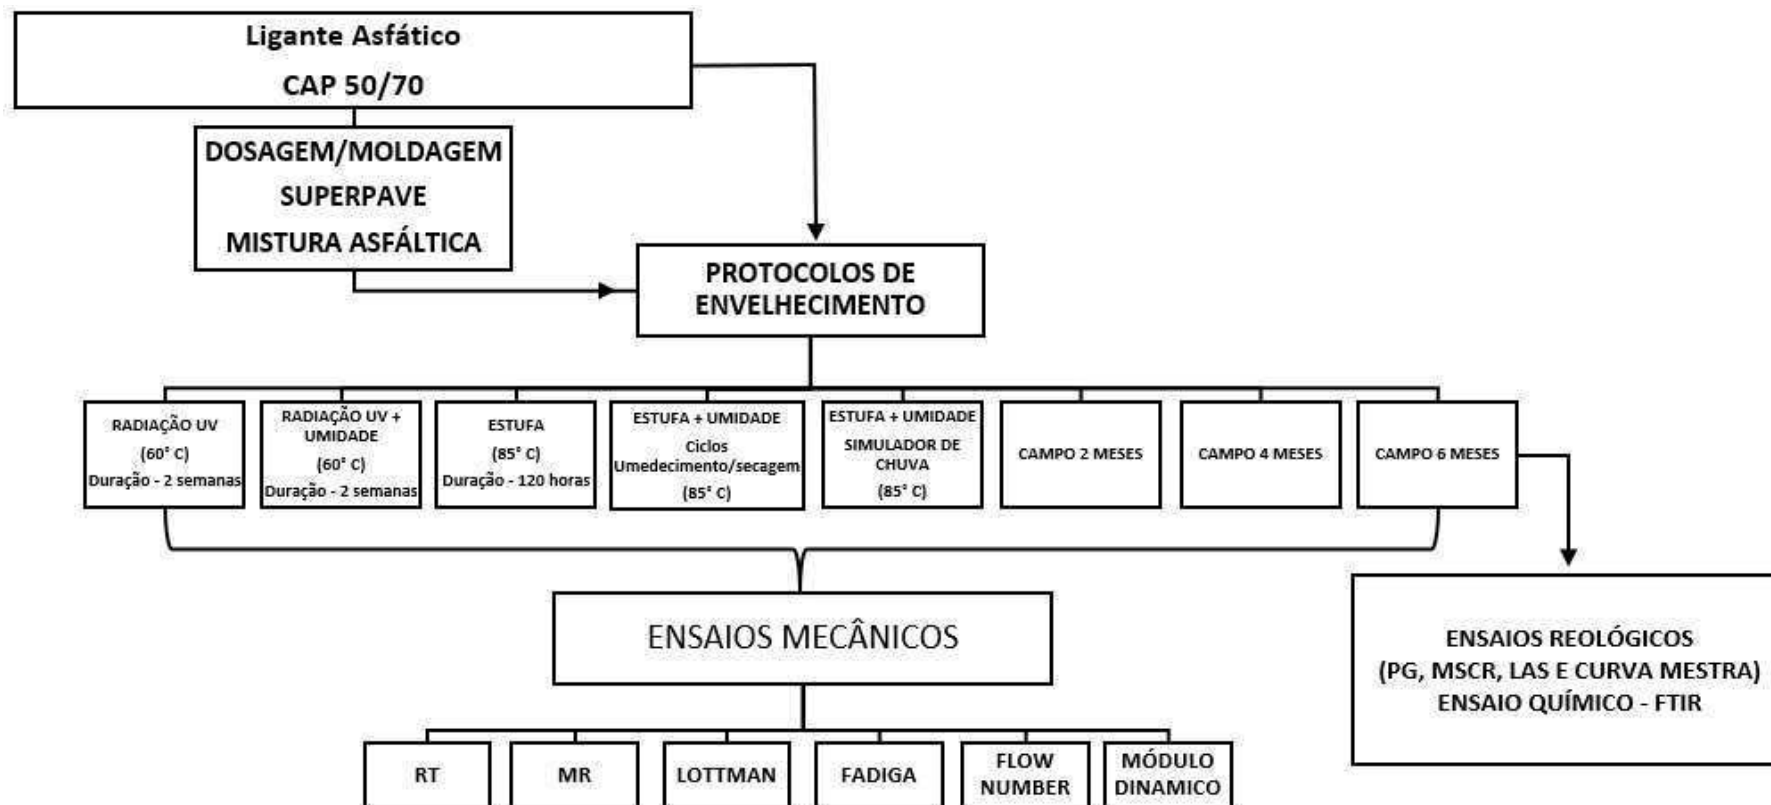 Ligante Asfático
CAP 50/70
DOSAGEM/MOLDAGEM
SUPERPAVE
MISTURA ASFÁLTICA
PROTOCOLOS DE
ENVELHECIMENTO
RADIAÇÃO UV
(60° C)
Duração - 2 semanas
RADIAÇÃO UV +
UMIDADE
(60° C)
Duração - 2 semanas
ESTUFA
(85° C)
Duração - 120 horas
ESTUFA + UMIDADE
Ciclos
Umedecimento/secagem
(85° C)
ESTUFA + UMIDADE
SIMULADOR DE
CHUVA
(85° C)
CAMPO 2 MESES
CAMPO 4 MESES
CAMPO 6 MESES
ENSAIOS MECÂNICOS
ENSAIOS REOLÓGICOS
(PG, MSCR, LAS E CURVA MESTRA)
ENSAIO QUÍMICO - FTIR
RT
MR
LOTTMAN
FADIGA
FLOW
NUMBER
MÓDULO
DINAMICO